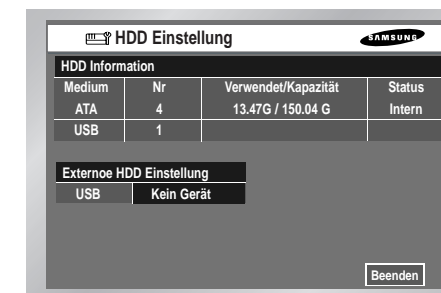 HDD Einstellung
SAMSUNG
HDD Information
Medium Nr Verwendet/Kapazität Status
ATA 4 13.47G / 150.04 G Intern
USB 1
Externoe HDD Einstellung
USB Kein Gerät
Beenden